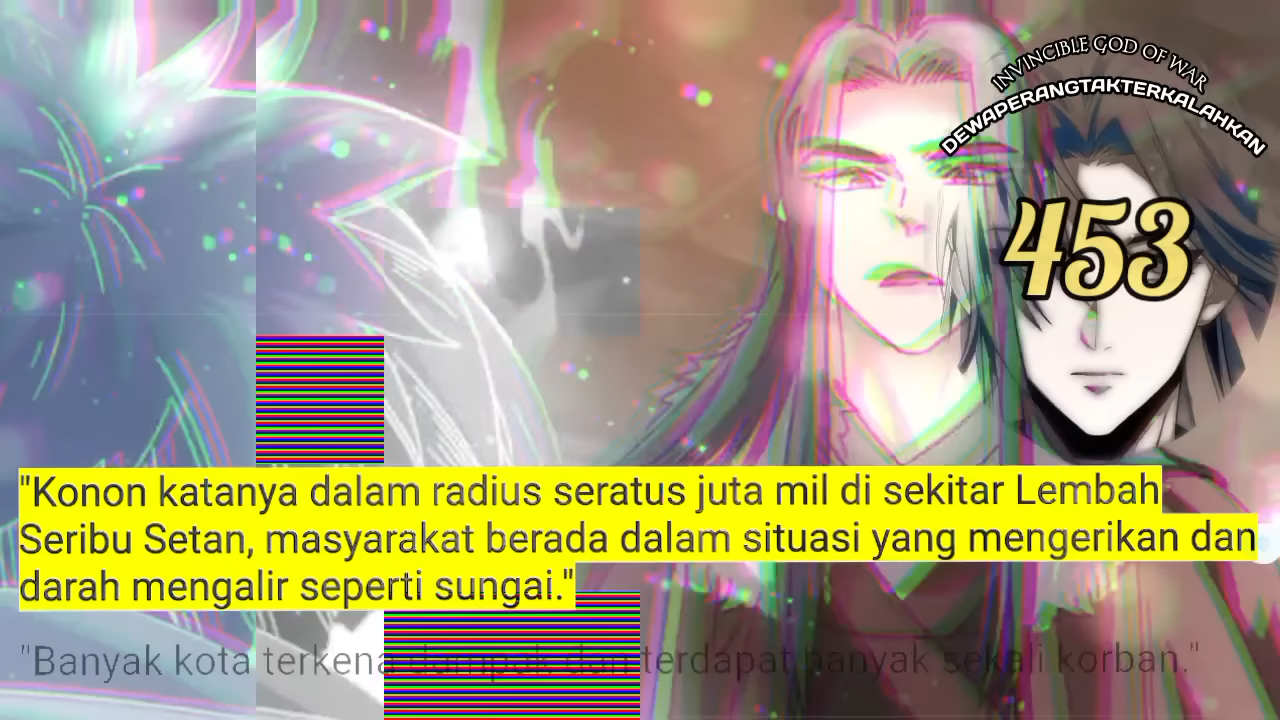 INVINCIBLE GOD OF WAR
DEWAPERANGTAKTERKALAHKAN
453
"Konon katanya dalam radius seratus juta mil di sekitar Lembah
Seribu Setan, masyarakat berada dalam situasi yang mengerikan dan
darah mengalir seperti sungai."
"Banyak kota terkena dampak dan terdapat banyak sekali korban."